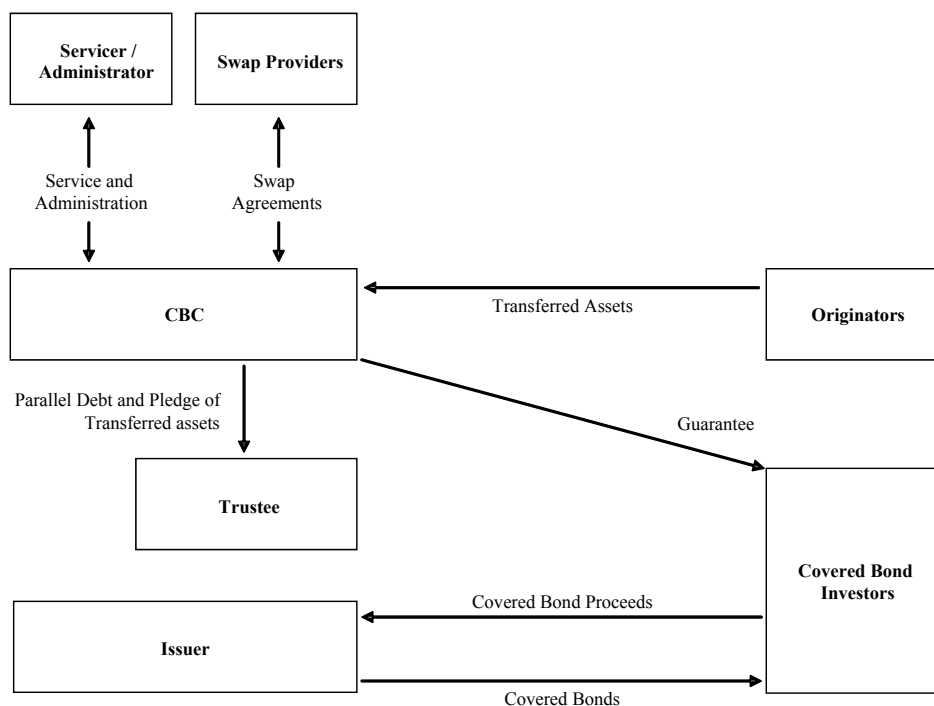 Servicer /
Administrator
Swap Providers
Service and
Administration
Swap
Agreements
CBC
Transferred Assets
Originators
Parallel Debt and Pledge of
Transferred assets
Guarantee
Trustee
Covered Bond
Investors
Covered Bond Proceeds
Issuer
Covered Bonds